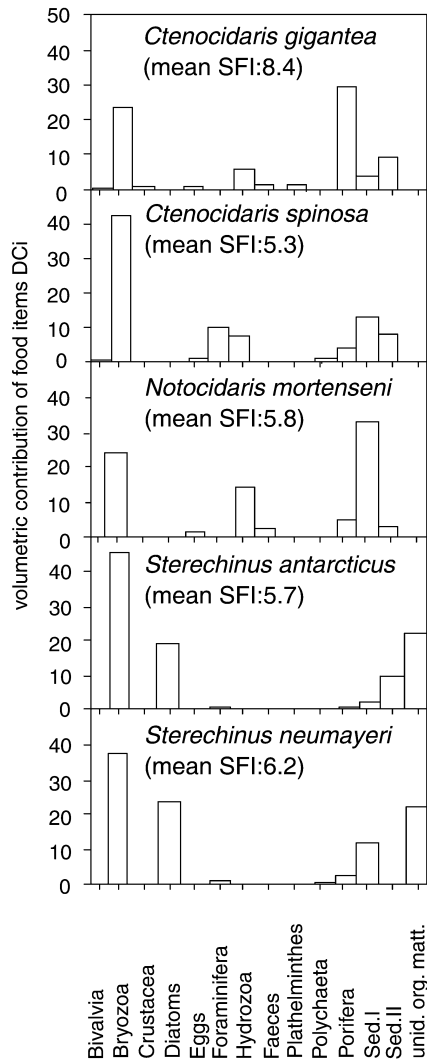 volumetric contribution of food items DCi
50
40
30
20
10
0
Ctenocidaris gigantea
(mean SFI:8.4)
40
30
20
10
0
Ctenocidaris spinosa
(mean SFI:5.3)
40
30
20
10
0
Notocidaris mortenseni
(mean SFI:5.8)
40
30
20
10
0
Sterechinus antarcticus
(mean SFI:5.7)
40
30
20
10
0
Sterechinus neumayeri
(mean SFI:6.2)
Bivalvia
Bryozoa
Crustacea
Diatoms
Eggs
Foraminifera
Hydrozoa
Faeces
Plathelminthes
Polychaeta
Porifera
Sed.I
Sed.II
unid. org. matt.